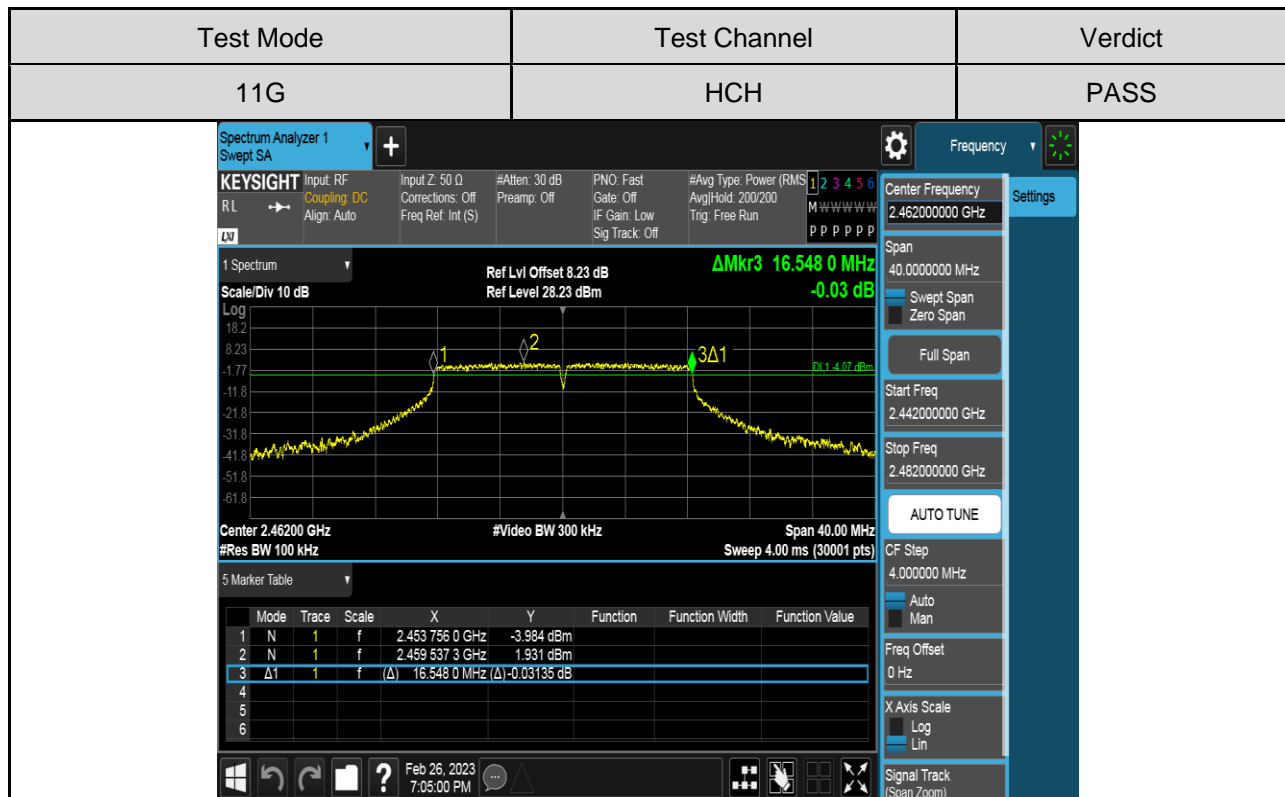 Test Mode Test Channel Verdict
11G HCH PASS
Spectrum Analyzer 1
Swept SA
Frequency
KEYSIGHT
R L
LXI
Input: RF
Coupling: DC
Align: Auto
Input Z: 50 Ω
Corrections: Off
Freq Ref: Int (S)
#Atten: 30 dB
Preamp: Off
PNO: Fast
Gate: Off
IF Gain: Low
Sig Track: Off
#Avg Type: Power (RMS
Avg|Hold: 200/200
Trig: Free Run
1 2 3 4 5 6
M W W W W W
P P P P P P
1 Spectrum
Scale/Div 10 dB
Ref Lvl Offset 8.23 dB
Ref Level 28.23 dBm
ΔMkr3 16.548 0 MHz
-0.03 dB
Log
18.2
8.23
-1.77
-11.8
-21.8
-31.8
-41.8
-51.8
-61.8
1
2
3Δ1
DL1 -4.07 dBm
Center 2.46200 GHz #Video BW 300 kHz Span 40.00 MHz
#Res BW 100 kHz Sweep 4.00 ms (30001 pts)
5 Marker Table
Mode Trace Scale X Y Function Function Width Function Value
1 N 1 f 2.453 756 0 GHz -3.984 dBm
2 N 1 f 2.459 537 3 GHz 1.931 dBm
3 Δ1 1 f (Δ) 16.548 0 MHz (Δ) -0.03135 dB
4
5
6
?
Feb 26, 2023
7:05:00 PM
Center Frequency
2.462000000 GHz
Settings
Span
40.0000000 MHz
Swept Span
Zero Span
Full Span
Start Freq
2.442000000 GHz
Stop Freq
2.482000000 GHz
AUTO TUNE
CF Step
4.000000 MHz
Auto
Man
Freq Offset
0 Hz
X Axis Scale
Log
Lin
Signal Track
(Span Zoom)